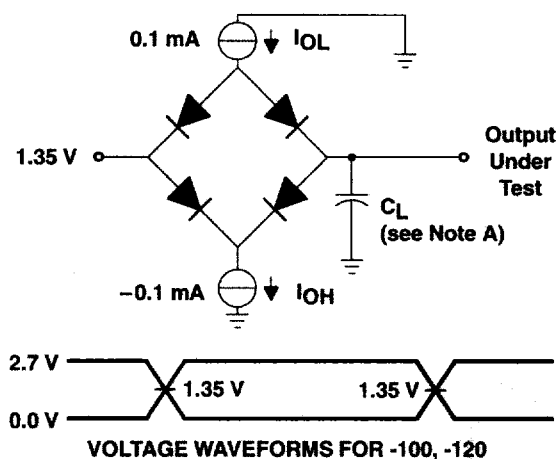 0.1 mA IOL
1.35 V
Output
Under
Test
CL
(see Note A)
−0.1 mA IOH
2.7 V
1.35 V 1.35 V
0.0 V
VOLTAGE WAVEFORMS FOR -100, -120